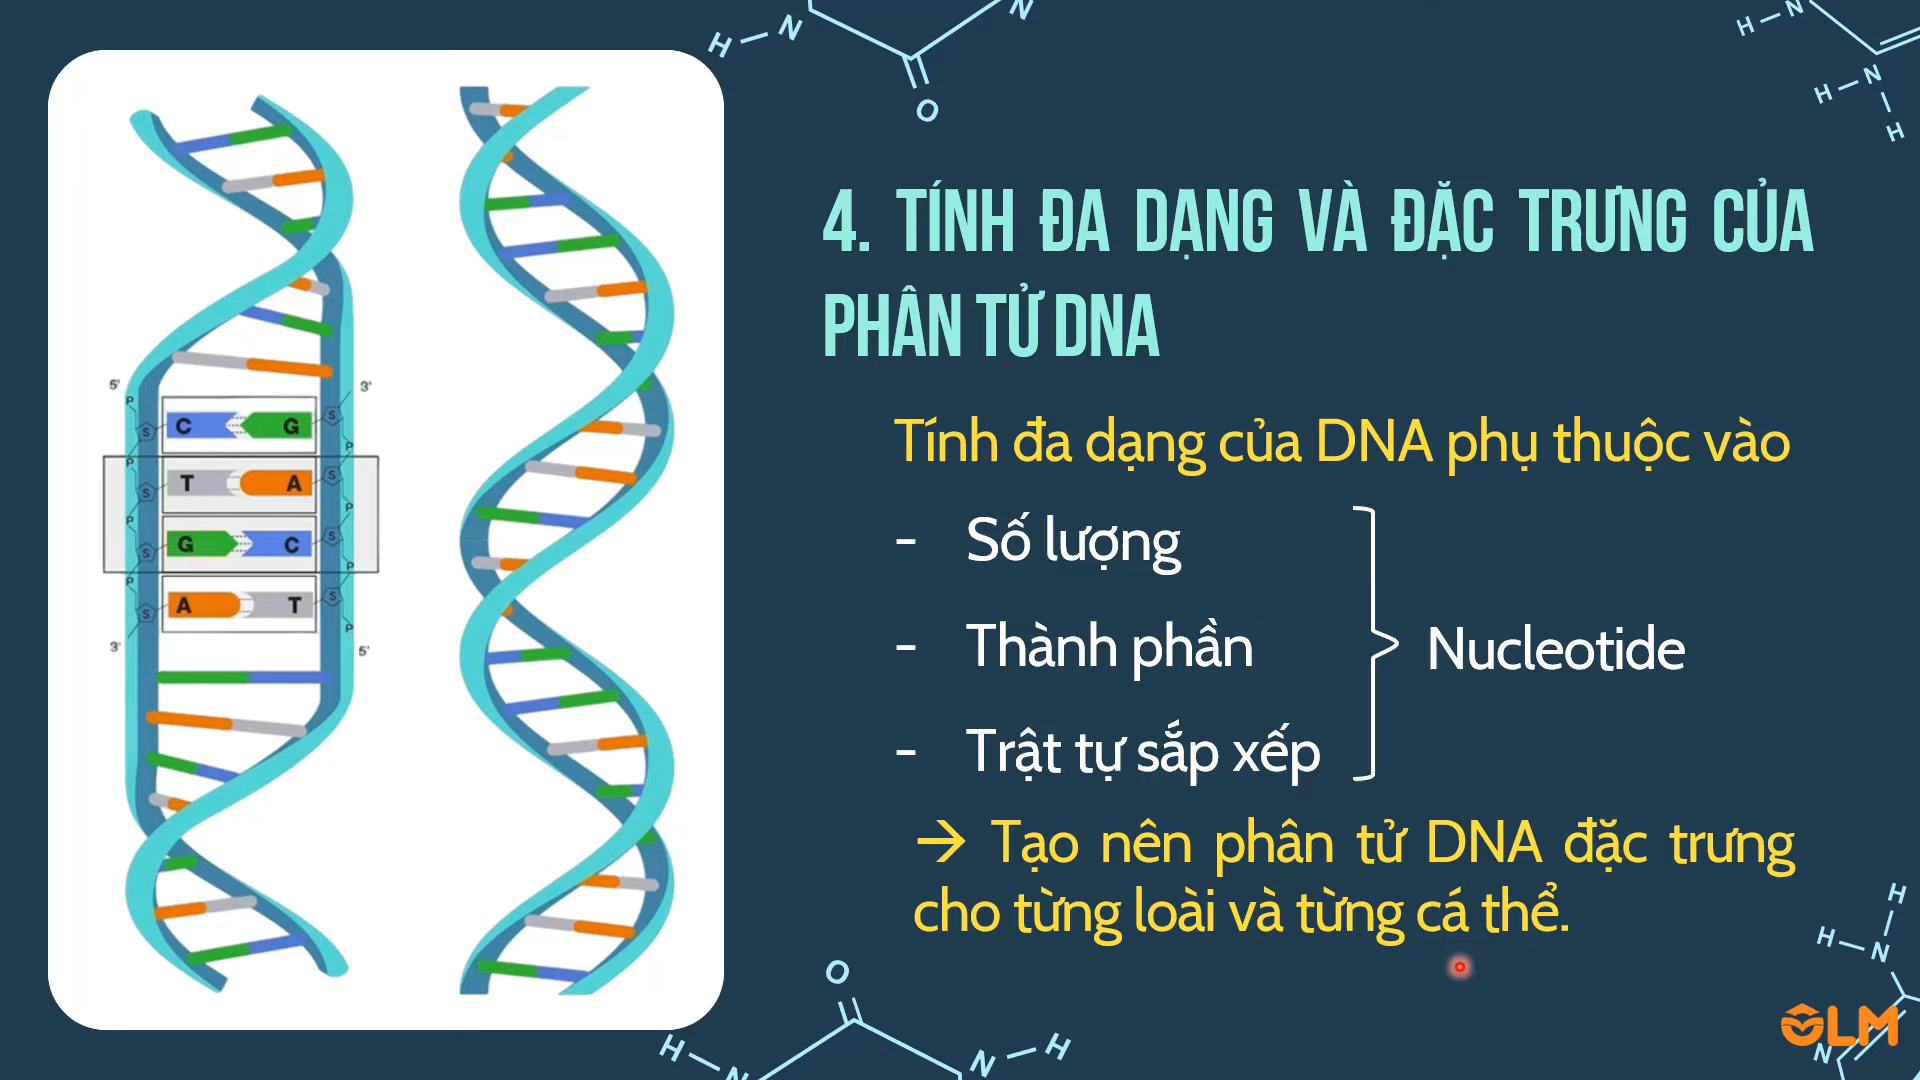 4. TÍNH ĐA DẠNG VÀ ĐẶC TRƯNG CỦA
PHÂN TỬ DNA
Tính đa dạng của DNA phụ thuộc vào
- Số lượng
- Thành phần
- Trật tự sắp xếp
Nucleotide
→ Tạo nên phân tử DNA đặc trưng
cho từng loài và từng cá thể.
5' 3'
P
S C G S
P P
S T A S
P P
S G C S
P P
S A T S
P
3' 5'
H N N
O
H N
H N
H
O
H N N H
H
H N
N
OLM